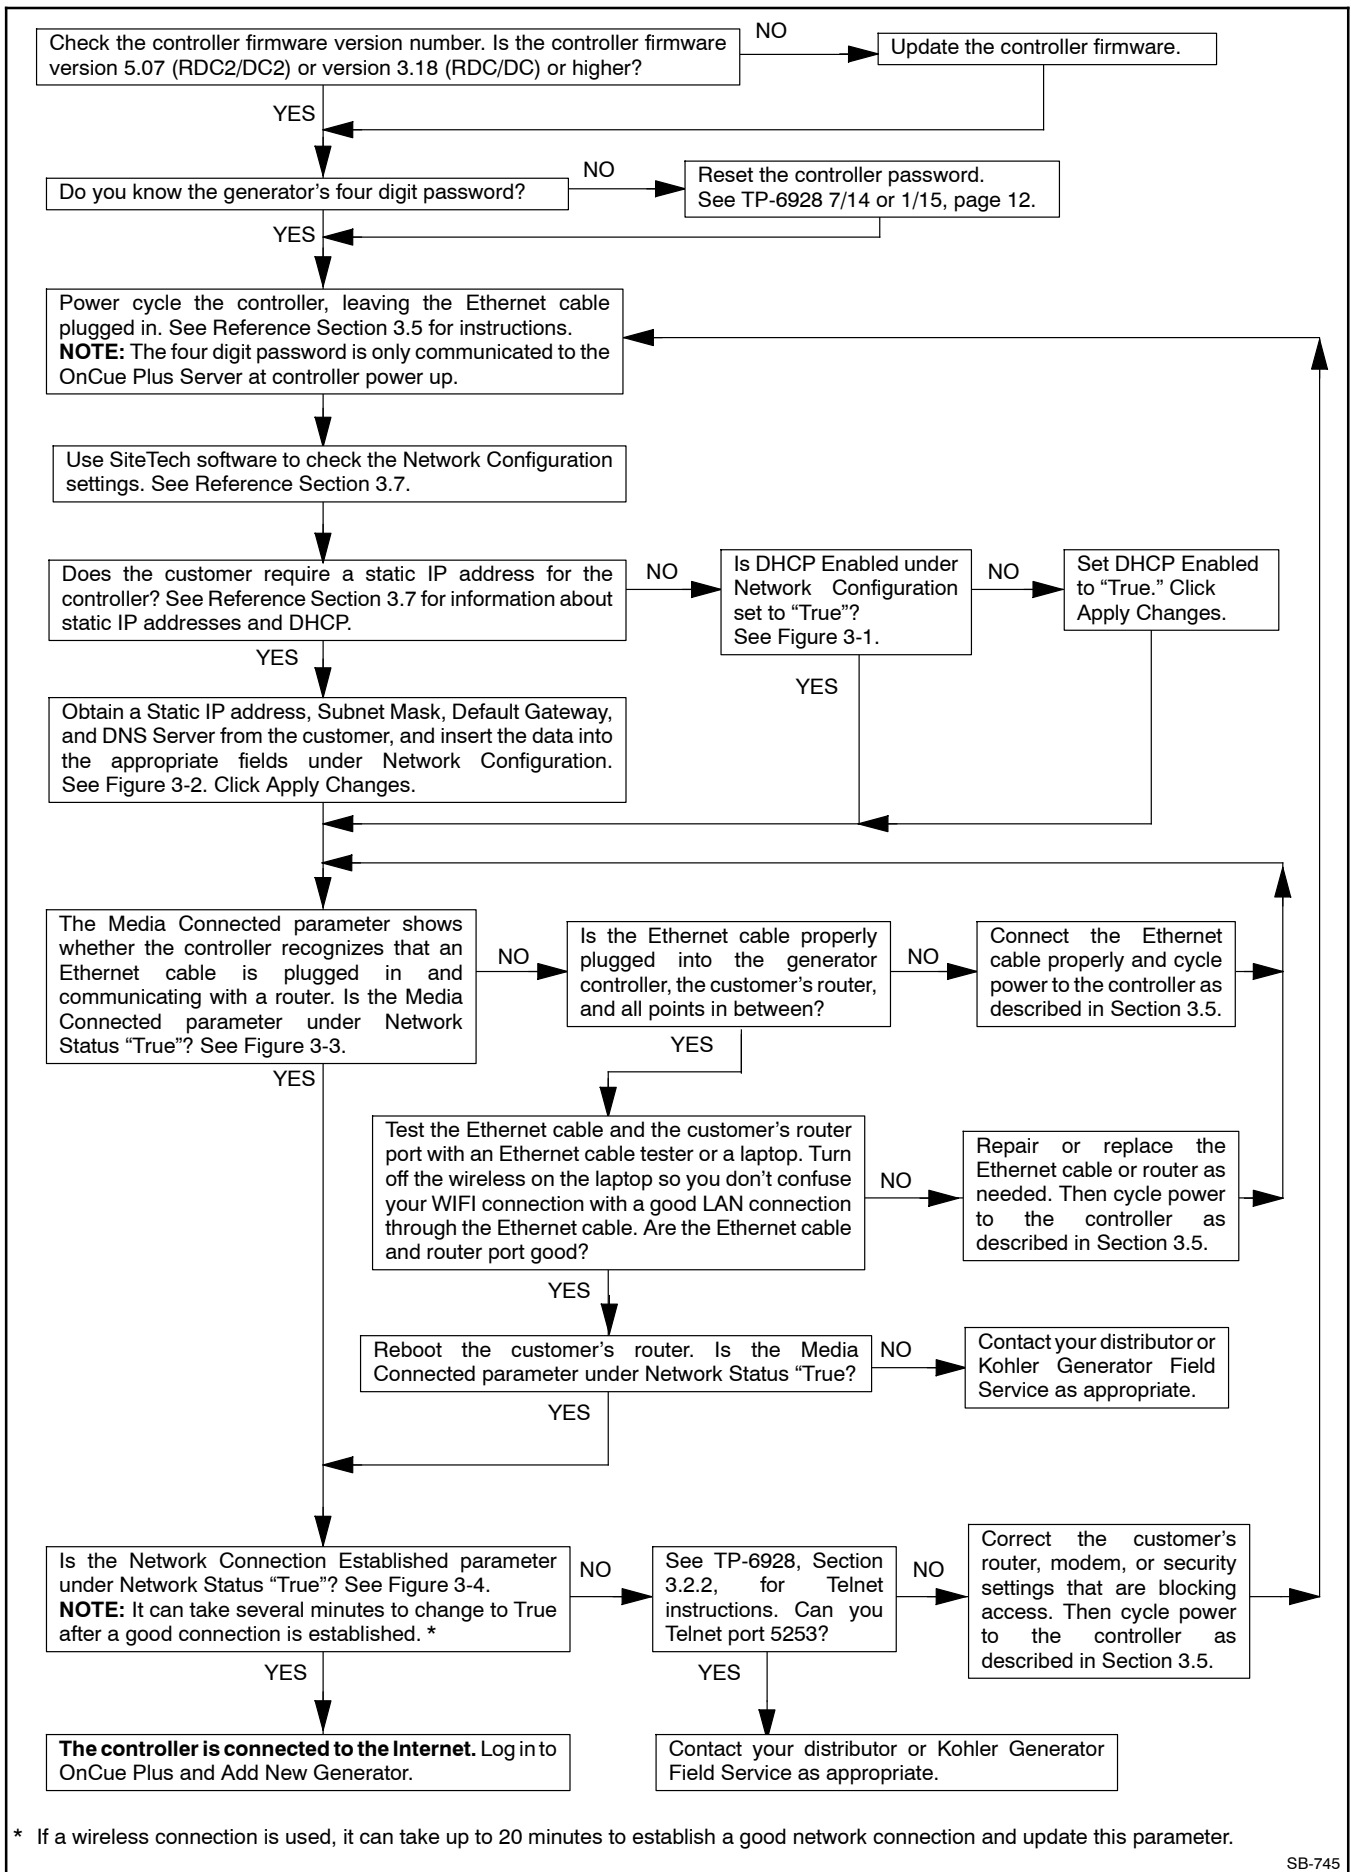 Check the controller firmware version number. Is the controller firmware
version 5.07 (RDC2/DC2) or version 3.18 (RDC/DC) or higher?
NO
Update the controller firmware.
YES
Do you know the generator's four digit password?
NO
Reset the controller password.
See TP-6928 7/14 or 1/15, page 12.
YES
Power cycle the controller, leaving the Ethernet cable
plugged in. See Reference Section 3.5 for instructions.
NOTE: The four digit password is only communicated to the
OnCue Plus Server at controller power up.
Use SiteTech software to check the Network Configuration
settings. See Reference Section 3.7.
Does the customer require a static IP address for the
controller? See Reference Section 3.7 for information about
static IP addresses and DHCP.
NO
Is DHCP Enabled under
Network Configuration
set to “True”?
See Figure 3-1.
NO
Set DHCP Enabled
to “True.” Click
Apply Changes.
YES
YES
Obtain a Static IP address, Subnet Mask, Default Gateway,
and DNS Server from the customer, and insert the data into
the appropriate fields under Network Configuration.
See Figure 3-2. Click Apply Changes.
The Media Connected parameter shows
whether the controller recognizes that an
Ethernet cable is plugged in and
communicating with a router. Is the Media
Connected parameter under Network
Status “True”? See Figure 3-3.
NO
Is the Ethernet cable properly
plugged into the generator
controller, the customer's router,
and all points in between?
NO
Connect the Ethernet
cable properly and cycle
power to the controller as
described in Section 3.5.
YES
YES
Test the Ethernet cable and the customer's router
port with an Ethernet cable tester or a laptop. Turn
off the wireless on the laptop so you don't confuse
your WIFI connection with a good LAN connection
through the Ethernet cable. Are the Ethernet cable
and router port good?
NO
Repair or replace the
Ethernet cable or router as
needed. Then cycle power
to the controller as
described in Section 3.5.
YES
Reboot the customer's router. Is the Media
Connected parameter under Network Status “True?
NO
Contact your distributor or
Kohler Generator Field
Service as appropriate.
YES
Is the Network Connection Established parameter
under Network Status “True”? See Figure 3-4.
NOTE: It can take several minutes to change to True
after a good connection is established. *
NO
See TP-6928, Section
3.2.2, for Telnet
instructions. Can you
Telnet port 5253?
NO
Correct the customer's
router, modem, or security
settings that are blocking
access. Then cycle power
to the controller as
described in Section 3.5.
YES
YES
The controller is connected to the Internet. Log in to
OnCue Plus and Add New Generator.
Contact your distributor or Kohler Generator
Field Service as appropriate.
* If a wireless connection is used, it can take up to 20 minutes to establish a good network connection and update this parameter.
SB-745